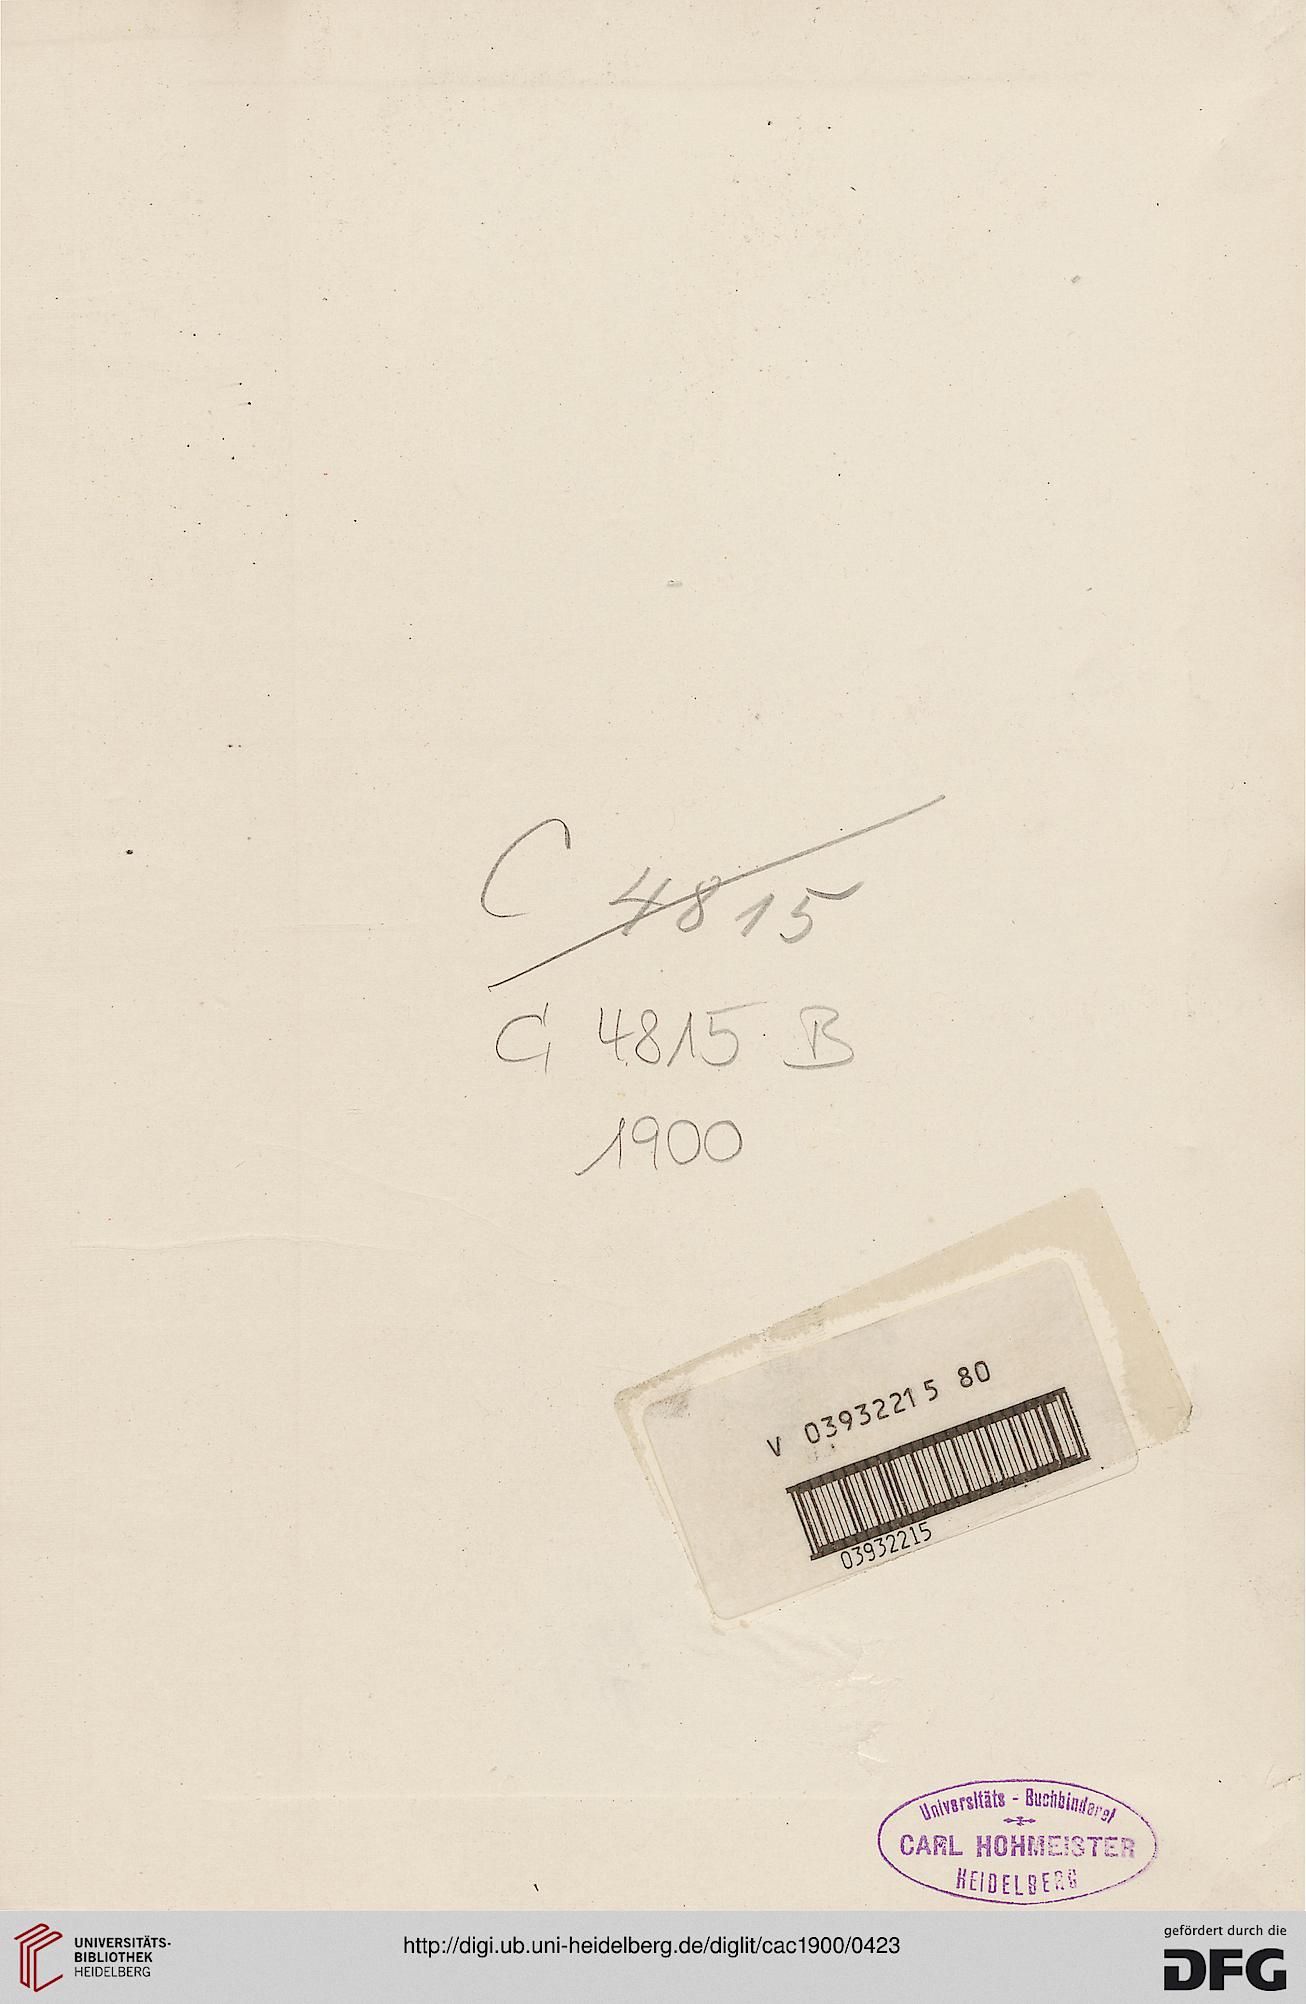 C 4815
C 4815 B
1900
V 03932215 80
03932215
Universitäts - Buchbinderei
CARL HOHMEISTER
HEIDELBERG
UNIVERSITÄTS-
BIBLIOTHEK
HEIDELBERG
http://digi.ub.uni-heidelberg.de/diglit/cac1900/0423
gefördert durch die
DFG